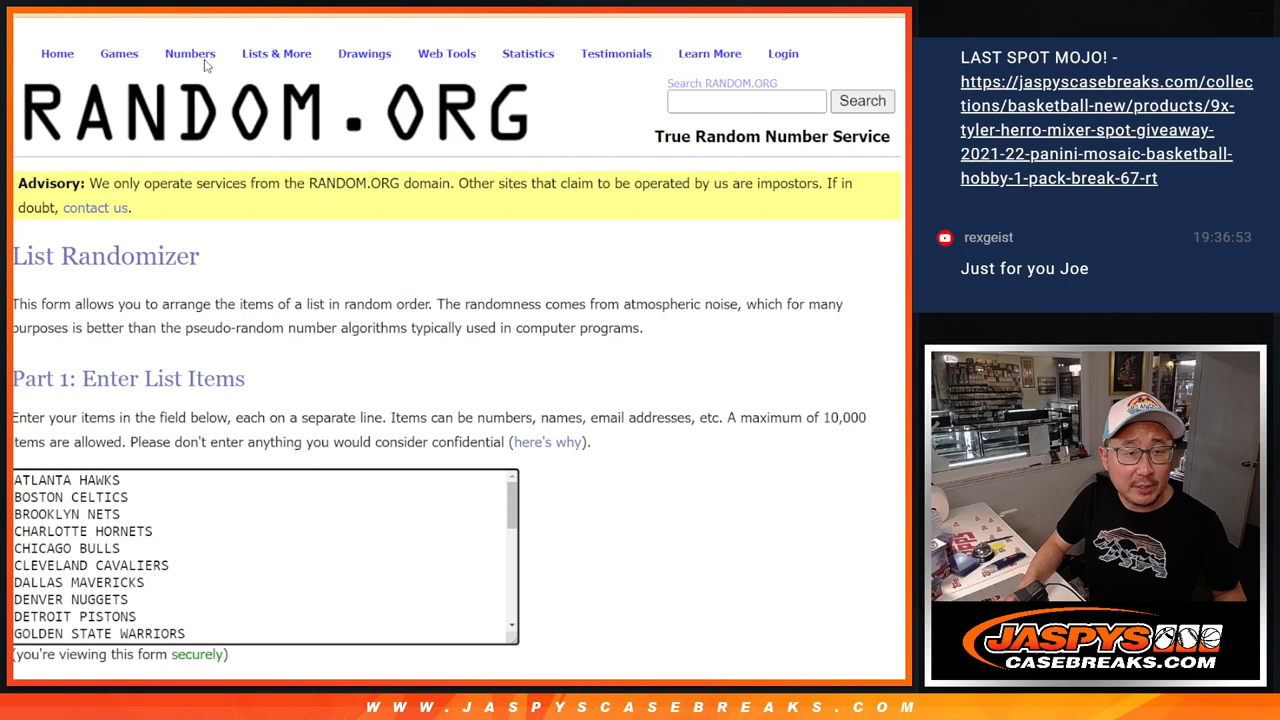 Home Games Numbers Lists & More Drawings Web Tools Statistics Testimonials Learn More Login
RANDOM.ORG
Search RANDOM.ORG
Search
True Random Number Service
Advisory: We only operate services from the RANDOM.ORG domain. Other sites that claim to be operated by us are impostors. If in
doubt, contact us.
List Randomizer
This form allows you to arrange the items of a list in random order. The randomness comes from atmospheric noise, which for many
purposes is better than the pseudo-random number algorithms typically used in computer programs.
Part 1: Enter List Items
Enter your items in the field below, each on a separate line. Items can be numbers, names, email addresses, etc. A maximum of 10,000
items are allowed. Please don't enter anything you would consider confidential (here's why).
ATLANTA HAWKS
BOSTON CELTICS
BROOKLYN NETS
CHARLOTTE HORNETS
CHICAGO BULLS
CLEVELAND CAVALIERS
DALLAS MAVERICKS
DENVER NUGGETS
DETROIT PISTONS
GOLDEN STATE WARRIORS
(you're viewing this form securely)
LAST SPOT MOJO! -
https://jaspyscasebreaks.com/collec
tions/basketball-new/products/9x-
tyler-herro-mixer-spot-giveaway-
2021-22-panini-mosaic-basketball-
hobby-1-pack-break-67-rt
rexgeist 19:36:53
Just for you Joe
JASPYS
CASEBREAKS.COM
WWW.JASPYSCASEBREAKS.COM